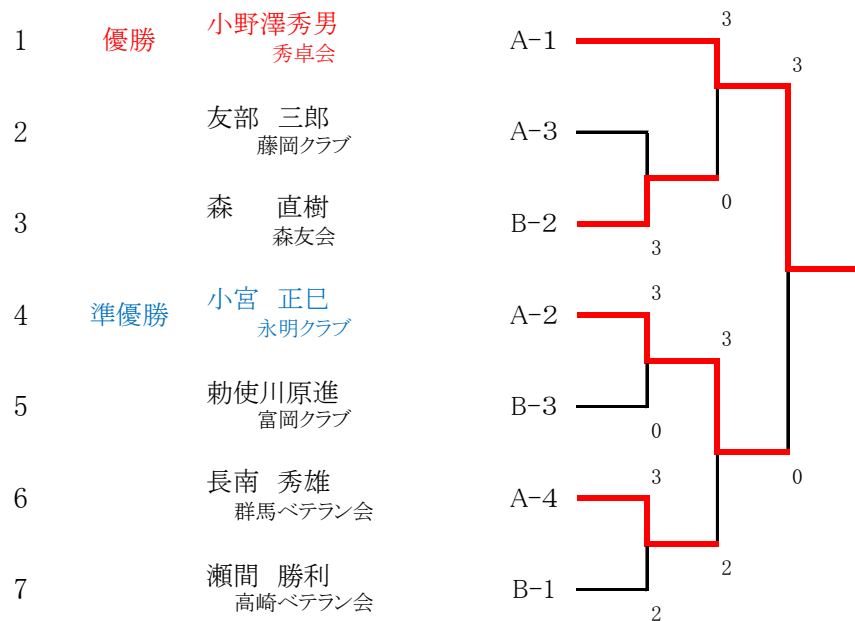 1 優勝 小野澤秀男 A-1 3
秀卓会 3
2 友部 三郎 A-3
藤岡クラブ
0
3 森 直樹 B-2
森友会 3
4 準優勝 小宮 正巳 A-2 3
永明クラブ 3
5 勅使川原進 B-3
富岡クラブ 0
6 長南 秀雄 A-4 3 0
群馬ベテラン会
2
7 瀬間 勝利 B-1
高崎ベテラン会 2